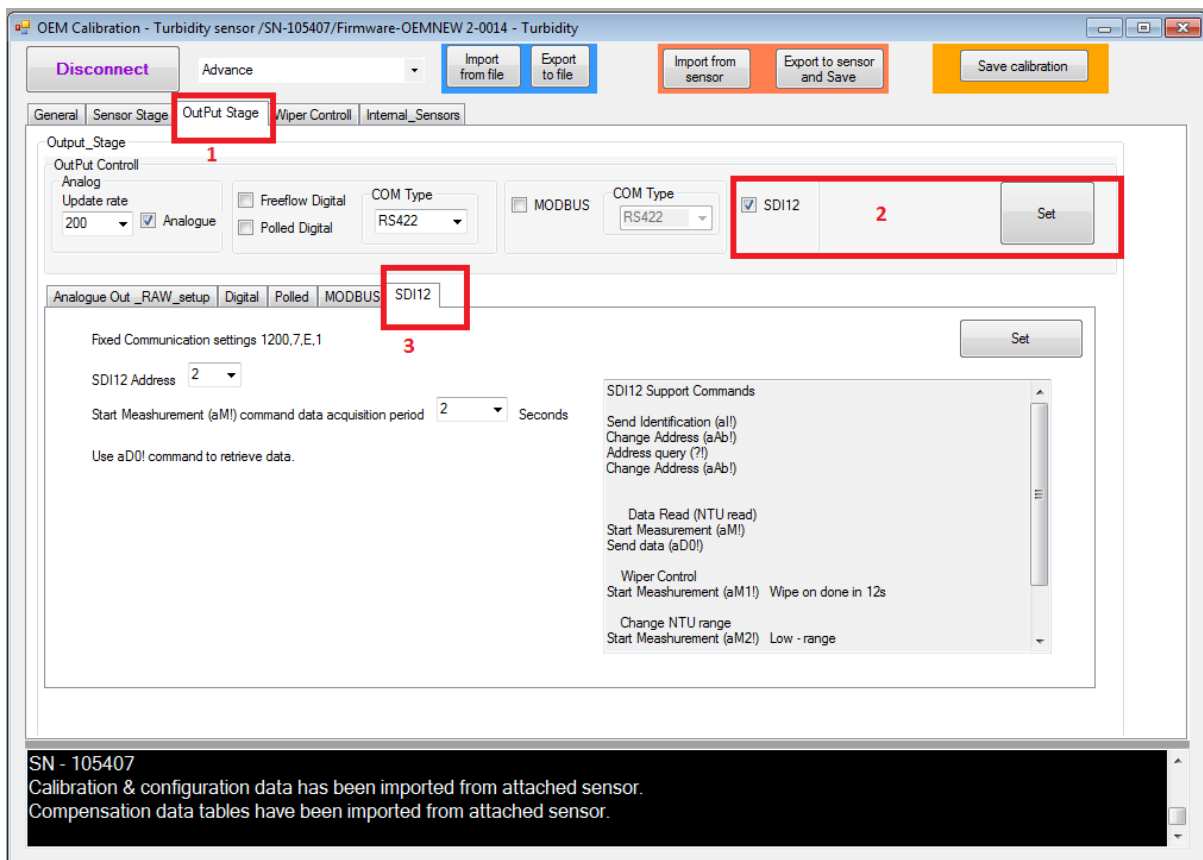 OEM Calibration - Turbidity sensor /SN-105407/Firmware-OEMNEW 2-0014 - Turbidity
Disconnect
Advance
Import from file
Export to file
Import from sensor
Export to sensor and Save
Save calibration
General
Sensor Stage
OutPut Stage
Wiper Controll
Internal_Sensors
1
Output_Stage
OutPut Controll
Analog
Update rate
200
Analogue
Freeflow Digital
Polled Digital
COM Type
RS422
MODBUS
COM Type
RS422
SDI12
2
Set
Analogue Out _RAW_setup
Digital
Polled
MODBUS
SDI12
3
Fixed Communication settings 1200,7,E,1
SDI12 Address
2
Start Meashurement (aM!) command data acquisition period
2
Seconds
Use aD0! command to retrieve data.
Set
SDI12 Support Commands
Send Identification (aI!)
Change Address (aAb!)
Address query (?!)
Change Address (aAb!)
Data Read (NTU read)
Start Measurement (aM!)
Send data (aD0!)
Wiper Control
Start Meashurement (aM1!) Wipe on done in 12s
Change NTU range
Start Meashurement (aM2!) Low - range
SN - 105407
Calibration & configuration data has been imported from attached sensor.
Compensation data tables have been imported from attached sensor.